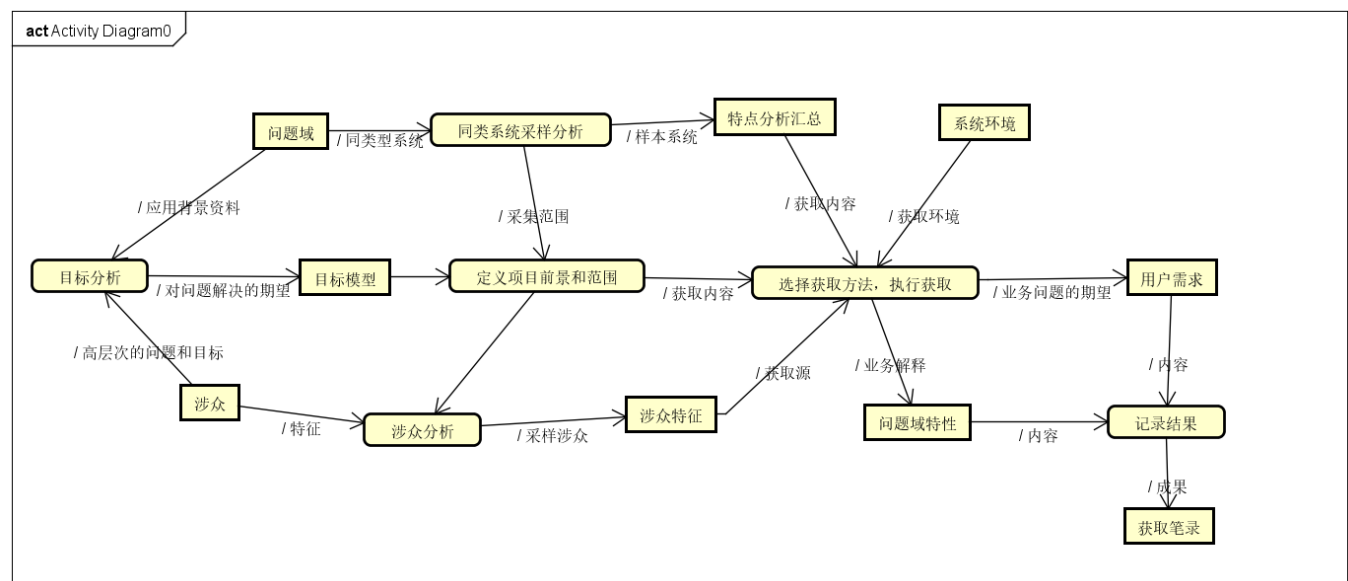 act Activity Diagram0
问题域
/ 同类型系统
同类系统采样分析
/ 样本系统
特点分析汇总
系统环境
/ 应用背景资料
/ 采集范围
/ 获取内容
/ 获取环境
目标分析
/ 对问题解决的期望
目标模型
定义项目前景和范围
/ 获取内容
选择获取方法，执行获取
/ 业务问题的期望
用户需求
/ 高层次的问题和目标
/ 获取源
/ 业务解释
/ 内容
涉众
/ 特征
涉众分析
/ 采样涉众
涉众特征
问题域特性
/ 内容
记录结果
/ 成果
获取笔录